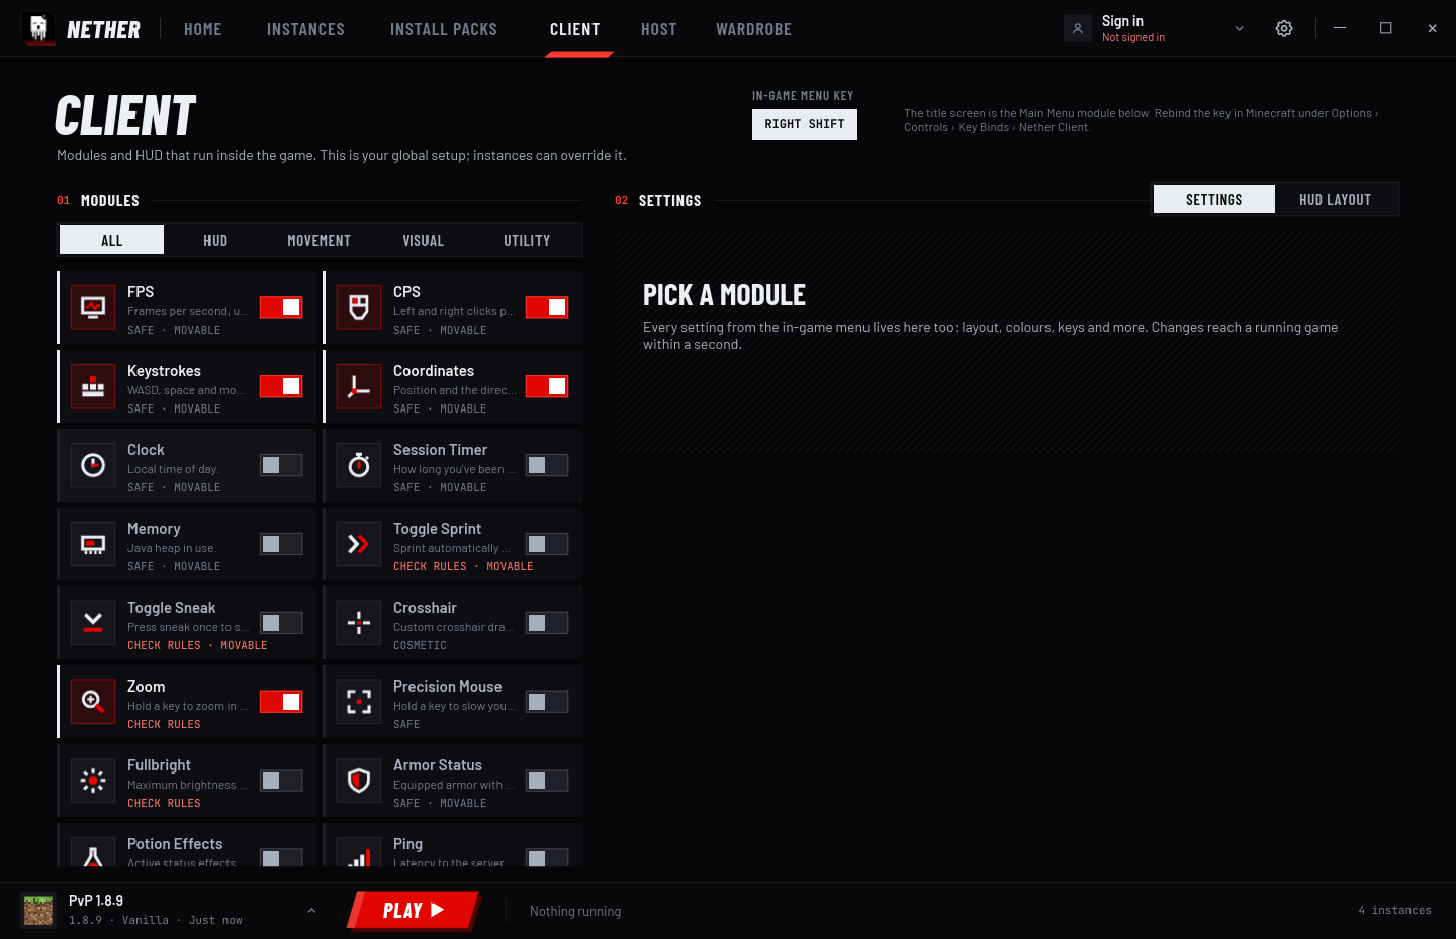 NETHER
HOME
INSTANCES
INSTALL PACKS
CLIENT
HOST
WARDROBE
Sign in
Not signed in
CLIENT
Modules and HUD that run inside the game. This is your global setup; instances can override it.
IN-GAME MENU KEY
RIGHT SHIFT
The title screen is the Main Menu module below. Rebind the key in Minecraft under Options ›
Controls › Key Binds › Nether Client.
01 MODULES
ALL
HUD
MOVEMENT
VISUAL
UTILITY
FPS
Frames per second, u...
SAFE · MOVABLE
CPS
Left and right clicks p...
SAFE · MOVABLE
Keystrokes
WASD, space and mo...
SAFE · MOVABLE
Coordinates
Position and the direc...
SAFE · MOVABLE
Clock
Local time of day.
SAFE · MOVABLE
Session Timer
How long you've been ...
SAFE · MOVABLE
Memory
Java heap in use.
SAFE · MOVABLE
Toggle Sprint
Sprint automatically ...
CHECK RULES · MOVABLE
Toggle Sneak
Press sneak once to s...
CHECK RULES · MOVABLE
Crosshair
Custom crosshair dra...
COSMETIC
Zoom
Hold a key to zoom in ...
CHECK RULES
Precision Mouse
Hold a key to slow you...
SAFE
Fullbright
Maximum brightness ...
CHECK RULES
Armor Status
Equipped armor with ...
SAFE · MOVABLE
Potion Effects
Active status effects
Ping
Latency to the server
02 SETTINGS
SETTINGS
HUD LAYOUT
PICK A MODULE
Every setting from the in-game menu lives here too: layout, colours, keys and more. Changes reach a running game
within a second.
PvP 1.8.9
1.8.9 · Vanilla · Just now
PLAY
Nothing running
4 instances